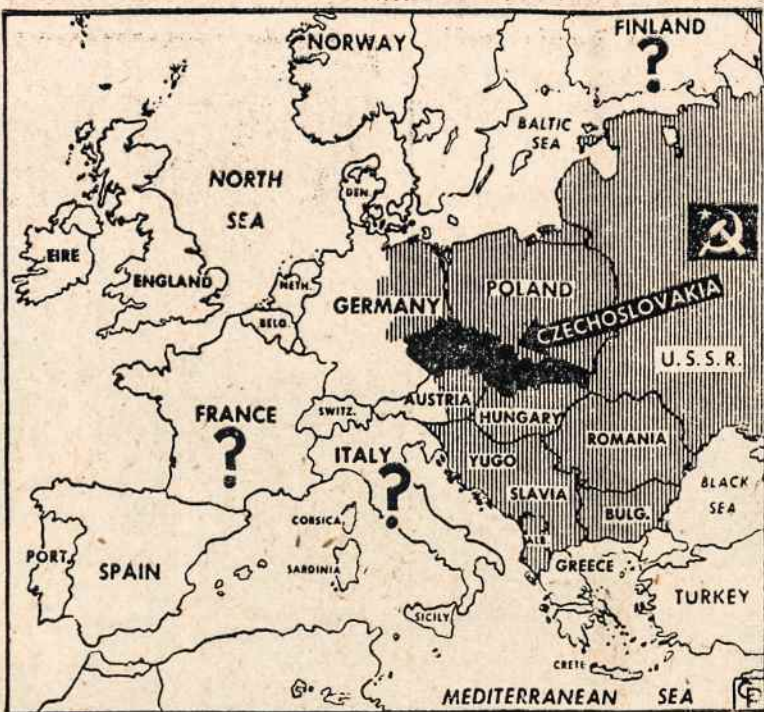 NORWAY
FINLAND
?
BALTIC
SEA
NORTH
SEA
DEN.
EIRE
ENGLAND
NETH.
BELG.
GERMANY
POLAND
CZECHOSLOVAKIA
U.S.S.R.
FRANCE
?
SWITZ.
AUSTRIA
HUNGARY
ROMANIA
ITALY
?
YUGO
SLAVIA
BLACK
SEA
BULG.
CORSICA
ALB.
PORT.
SPAIN
SARDINIA
GREECE
TURKEY
SICILY
CRETE
MEDITERRANEAN SEA